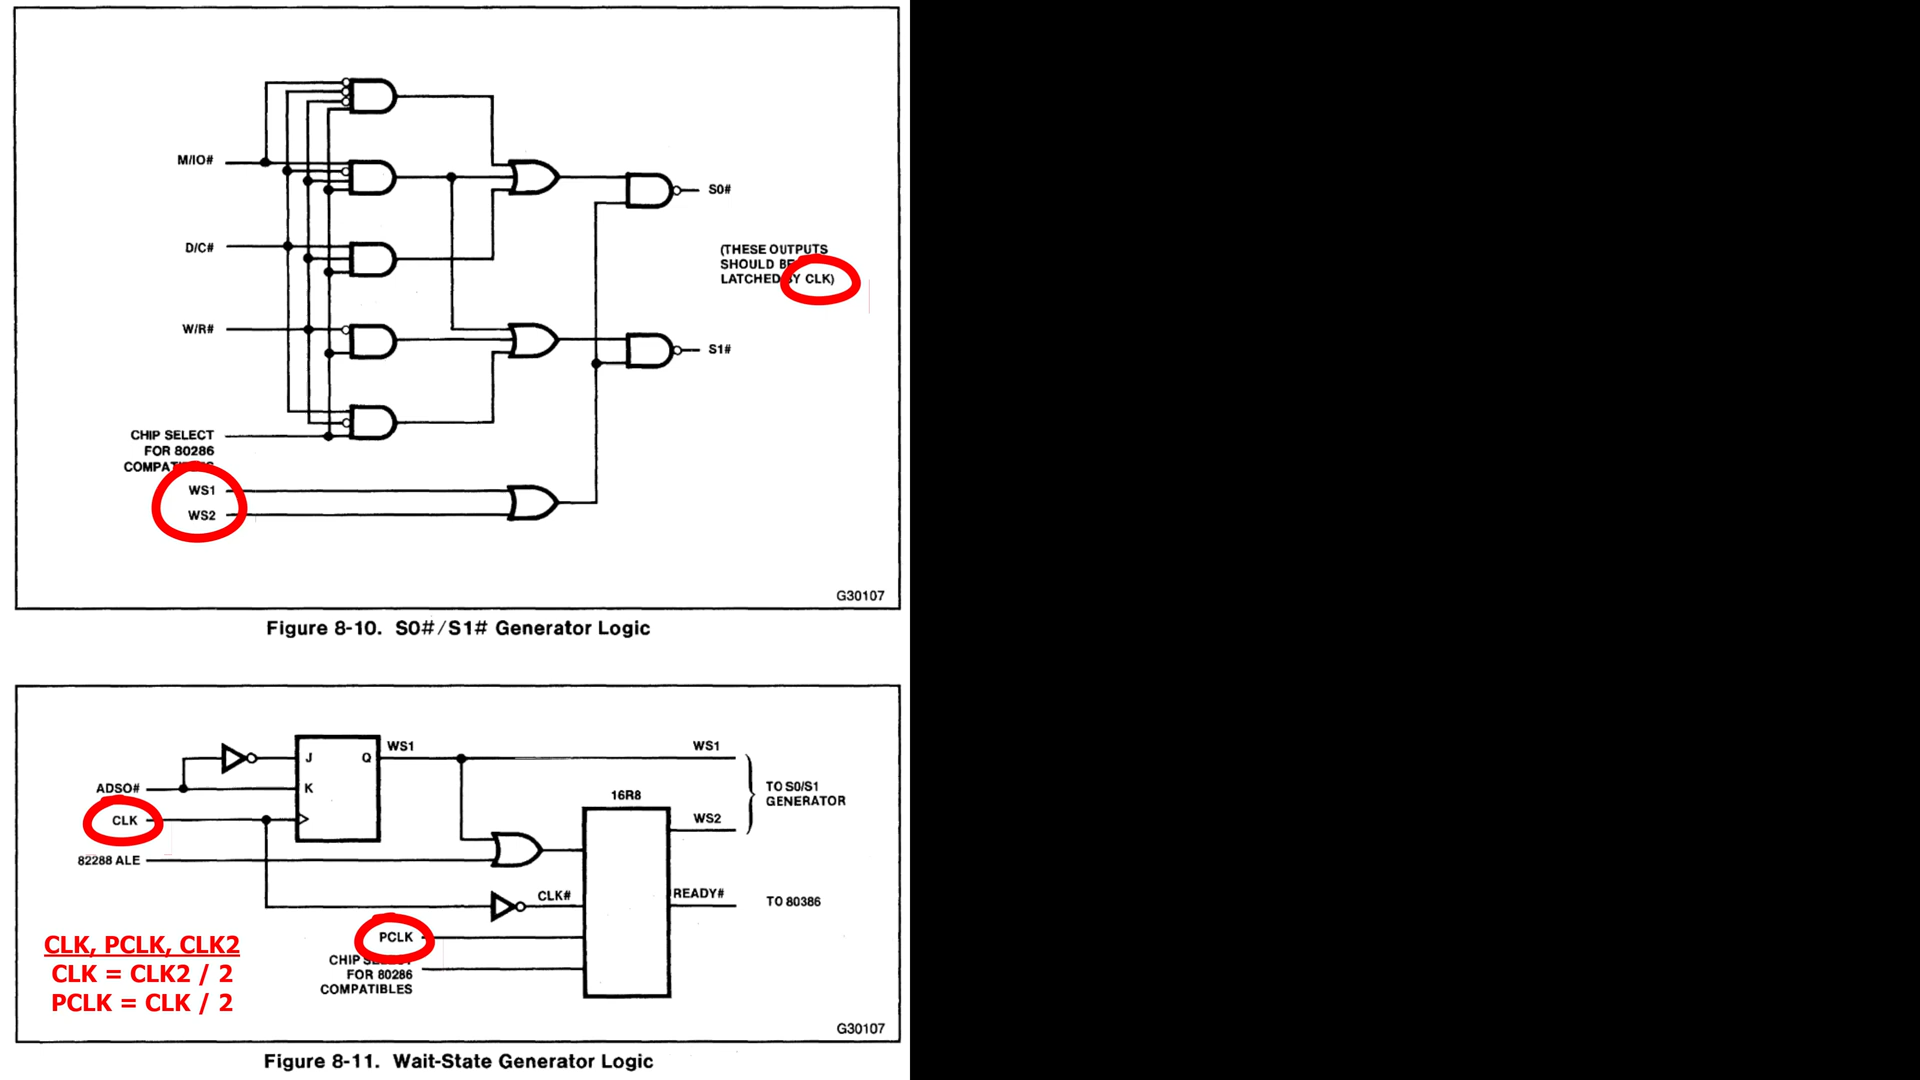 M/IO#
S0#
D/C#
(THESE OUTPUTS
SHOULD BE
LATCHED BY CLK)
W/R#
S1#
CHIP SELECT
FOR 80286
COMPATIBLES
WS1
WS2
G30107
Figure 8-10. S0#/S1# Generator Logic
WS1
WS1
J
Q
ADSO#
K
16R8
TO S0/S1
GENERATOR
CLK
WS2
82288 ALE
CLK#
READY#
TO 80386
PCLK
CHIP SELECT
FOR 80286
COMPATIBLES
CLK, PCLK, CLK2
CLK = CLK2 / 2
PCLK = CLK / 2
G30107
Figure 8-11. Wait-State Generator Logic